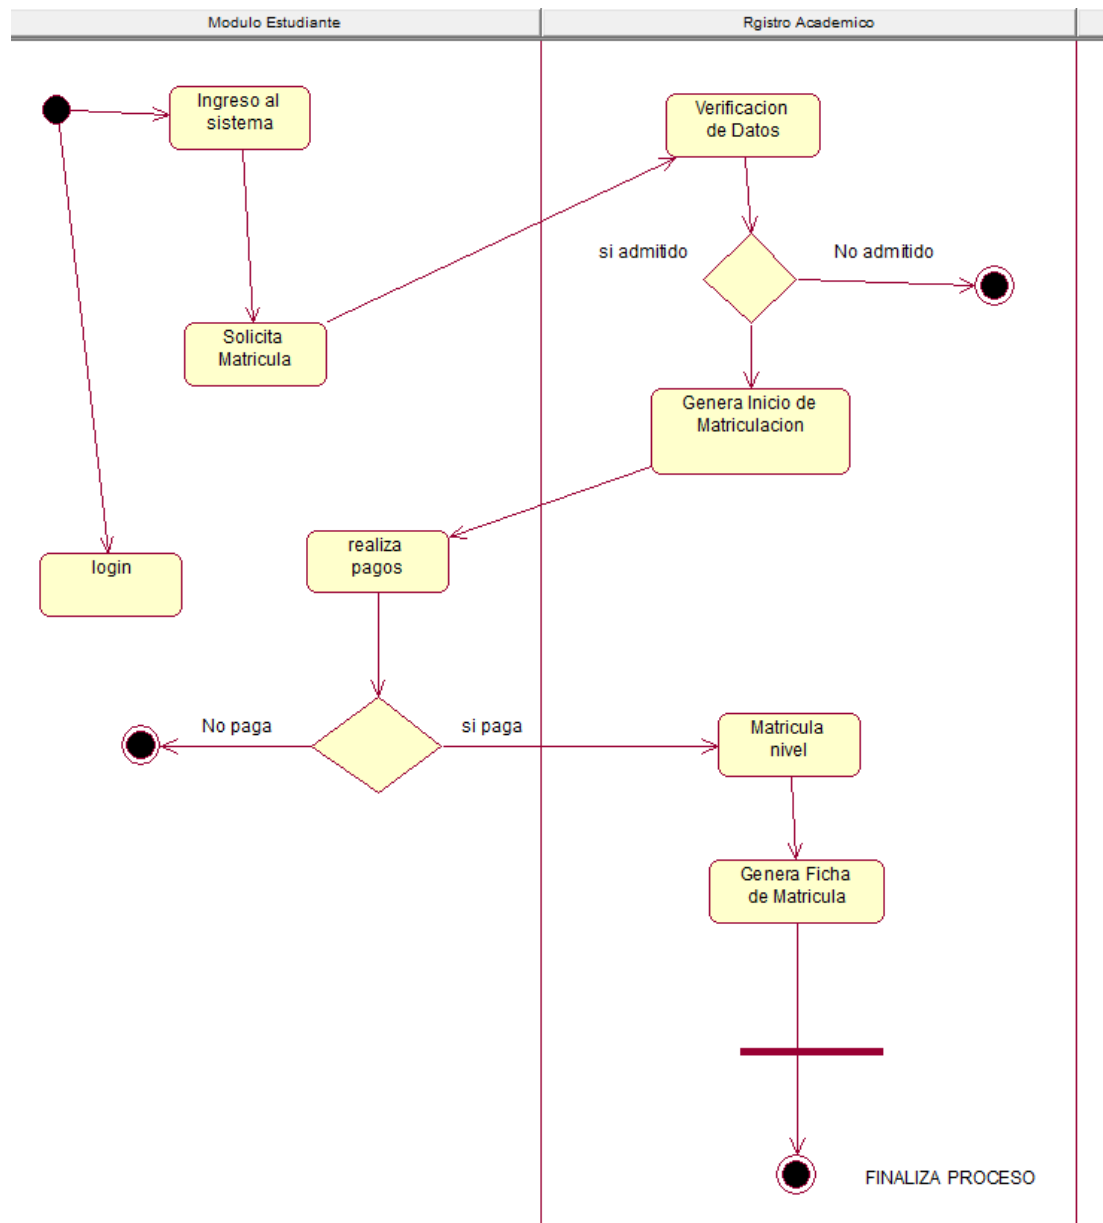 Modulo Estudiante
Rgistro Academico
Ingreso al
sistema
Verificacion
de Datos
si admitido
No admitido
Solicita
Matricula
Genera Inicio de
Matriculacion
realiza
pagos
login
No paga
si paga
Matricula
nivel
Genera Ficha
de Matricula
FINALIZA PROCESO